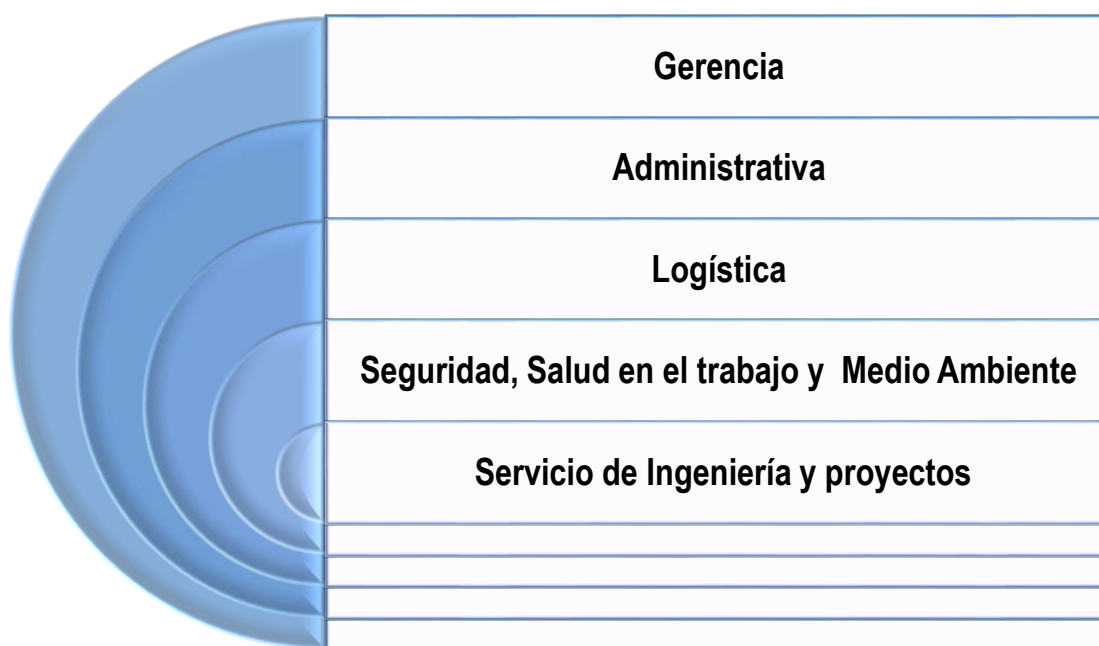 Gerencia
Administrativa
Logística
Seguridad, Salud en el trabajo y  Medio Ambiente
Servicio de Ingeniería y proyectos